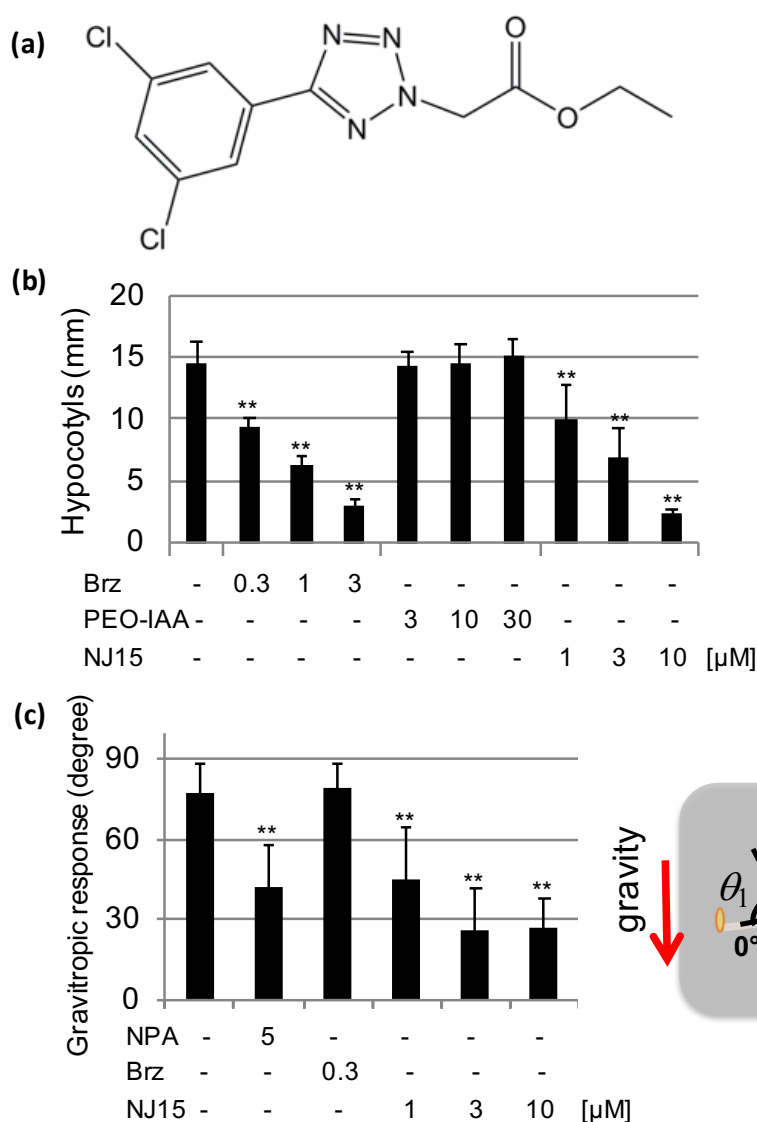 (a)
Cl
N
N
N
N
O
O
Cl
(b)
20
15
10
5
0
Hypocotyls (mm)
** ** ** ** ** **
Brz - 0.3 1 3 - - - - - -
PEO-IAA - - - - 3 10 30 - - -
NJ15 - - - - - - - 1 3 10 [µM]
(c)
90
60
30
0
Gravitropic response (degree)
** ** ** **
NPA - 5 - - - -
Brz - - 0.3 - - -
NJ15 - - - 1 3 10 [µM]
gravity
θ1
0°